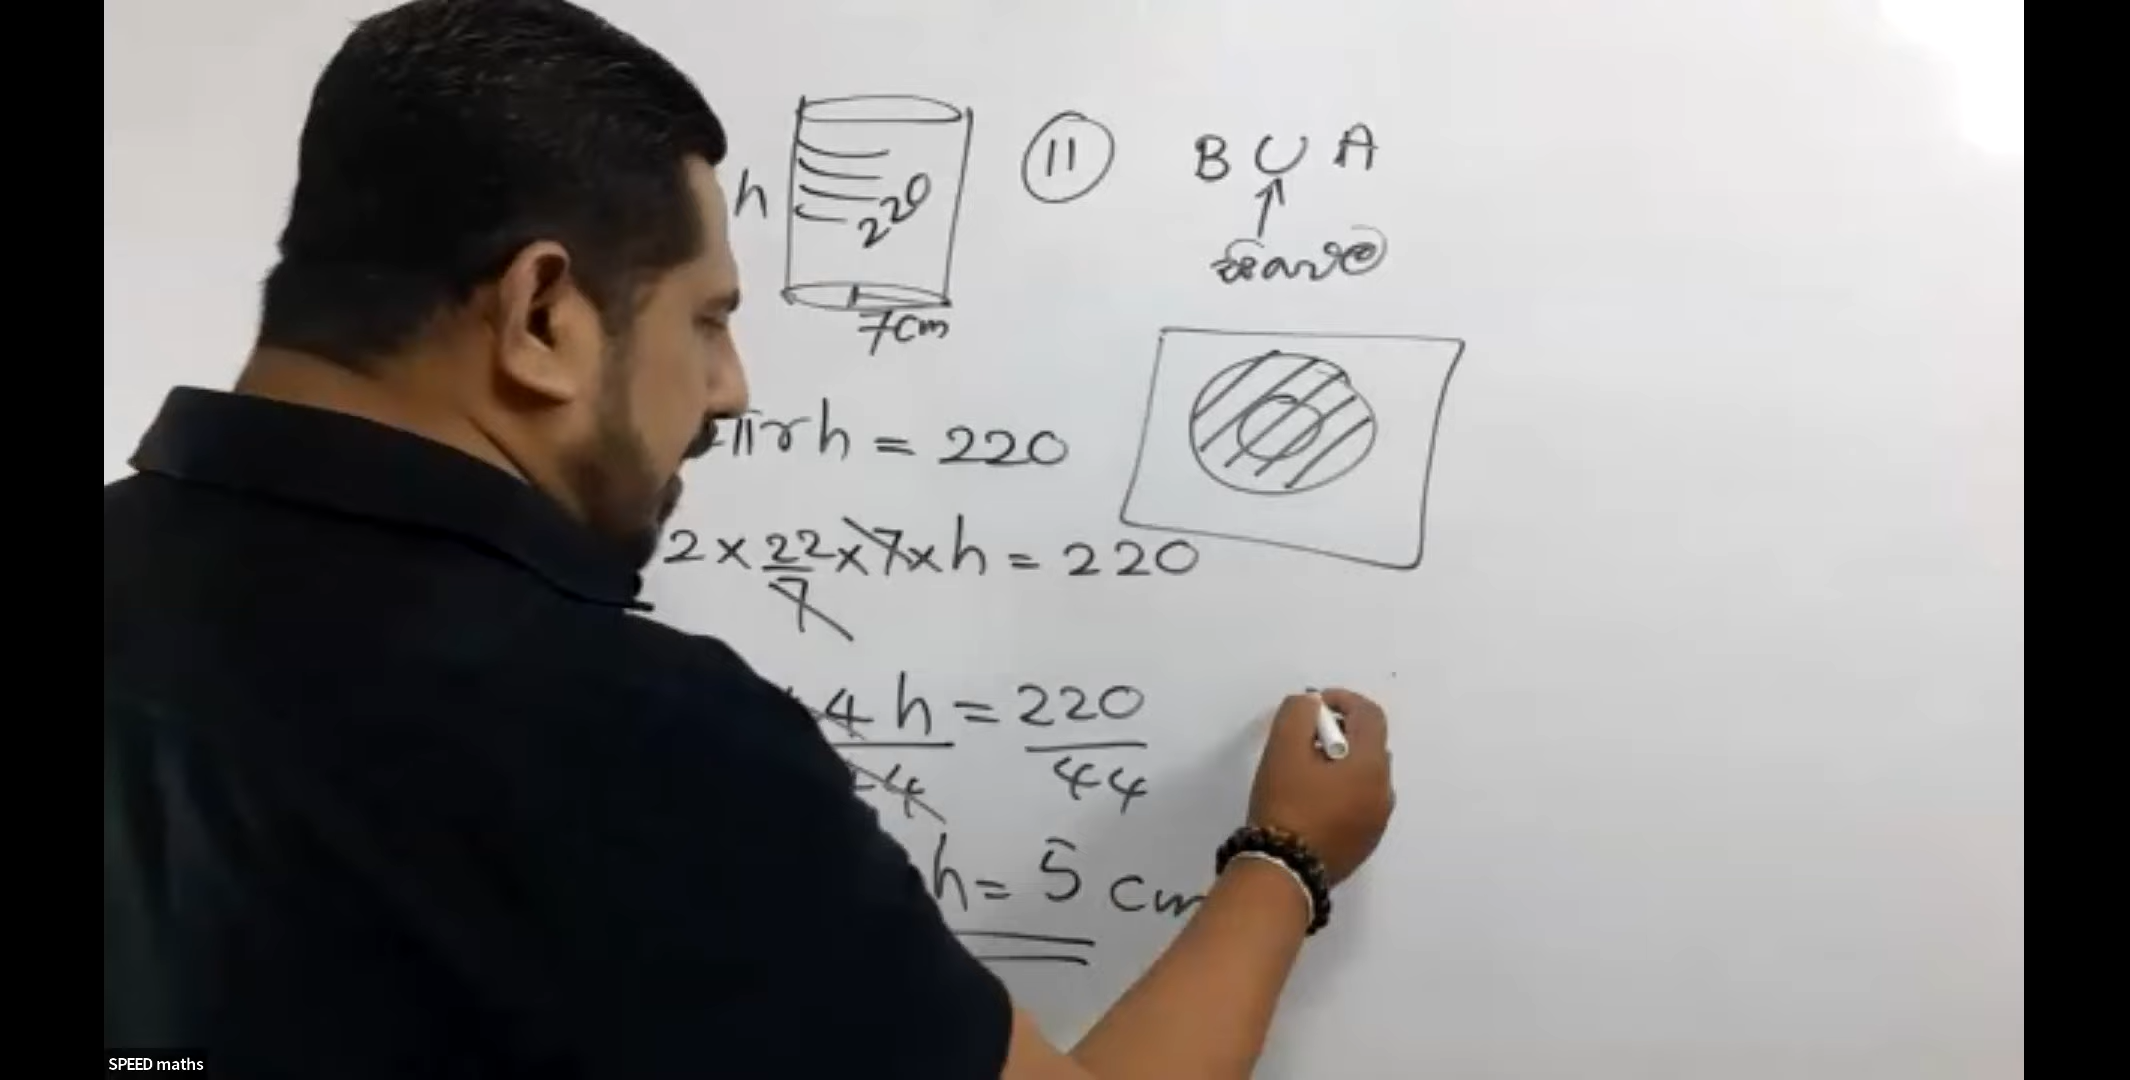 h
220
7cm
2πrh = 220
2 × 22/7 × 7 × h = 220
44 h = 220
44 44
h = 5 cm
11
B ∪ A
SPEED maths